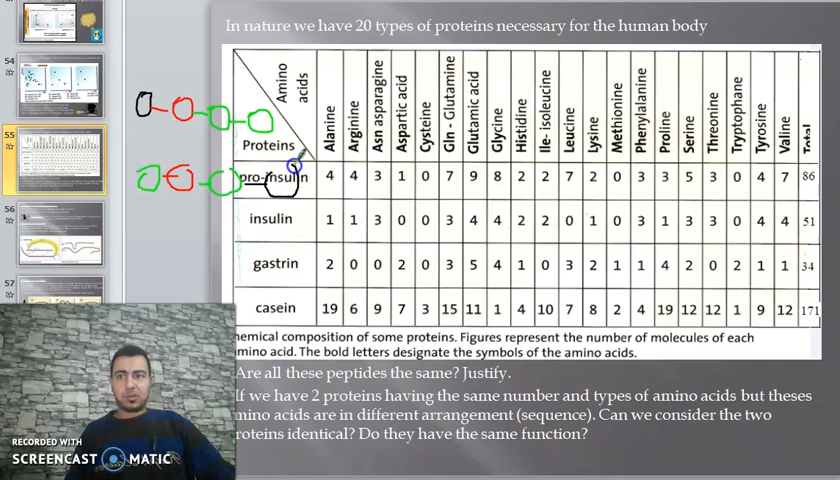 In nature we have 20 types of proteins necessary for the human body
54
55
56
57
Amino acids
Proteins
Alanine Arginine Asn asparagine Aspartic acid Cysteine Gln - Glutamine Glutamic acid Glycine Histidine Ile- isoleucine Leucine Lysine Methionine Phenylalanine Proline Serine Threonine Tryptophane Tyrosine Valine Total
pro-insulin 4 4 3 1 0 7 9 8 2 2 7 2 0 3 3 5 3 0 4 7 86
insulin 1 1 3 0 0 3 4 4 2 2 0 1 0 3 1 3 3 0 4 4 51
gastrin 2 0 0 2 0 3 5 4 1 0 3 2 1 1 4 2 0 2 1 1 34
casein 19 6 9 7 3 15 11 1 4 10 7 8 2 4 19 12 12 1 9 12 171
hemical composition of some proteins. Figures represent the number of molecules of each
mino acid. The bold letters designate the symbols of the amino acids.
Are all these peptides the same? Justify.
If we have 2 proteins having the same number and types of amino acids but theses
mino acids are in different arrangement (sequence). Can we consider the two
proteins identical? Do they have the same function?
RECORDED WITH
SCREENCAST MATIC